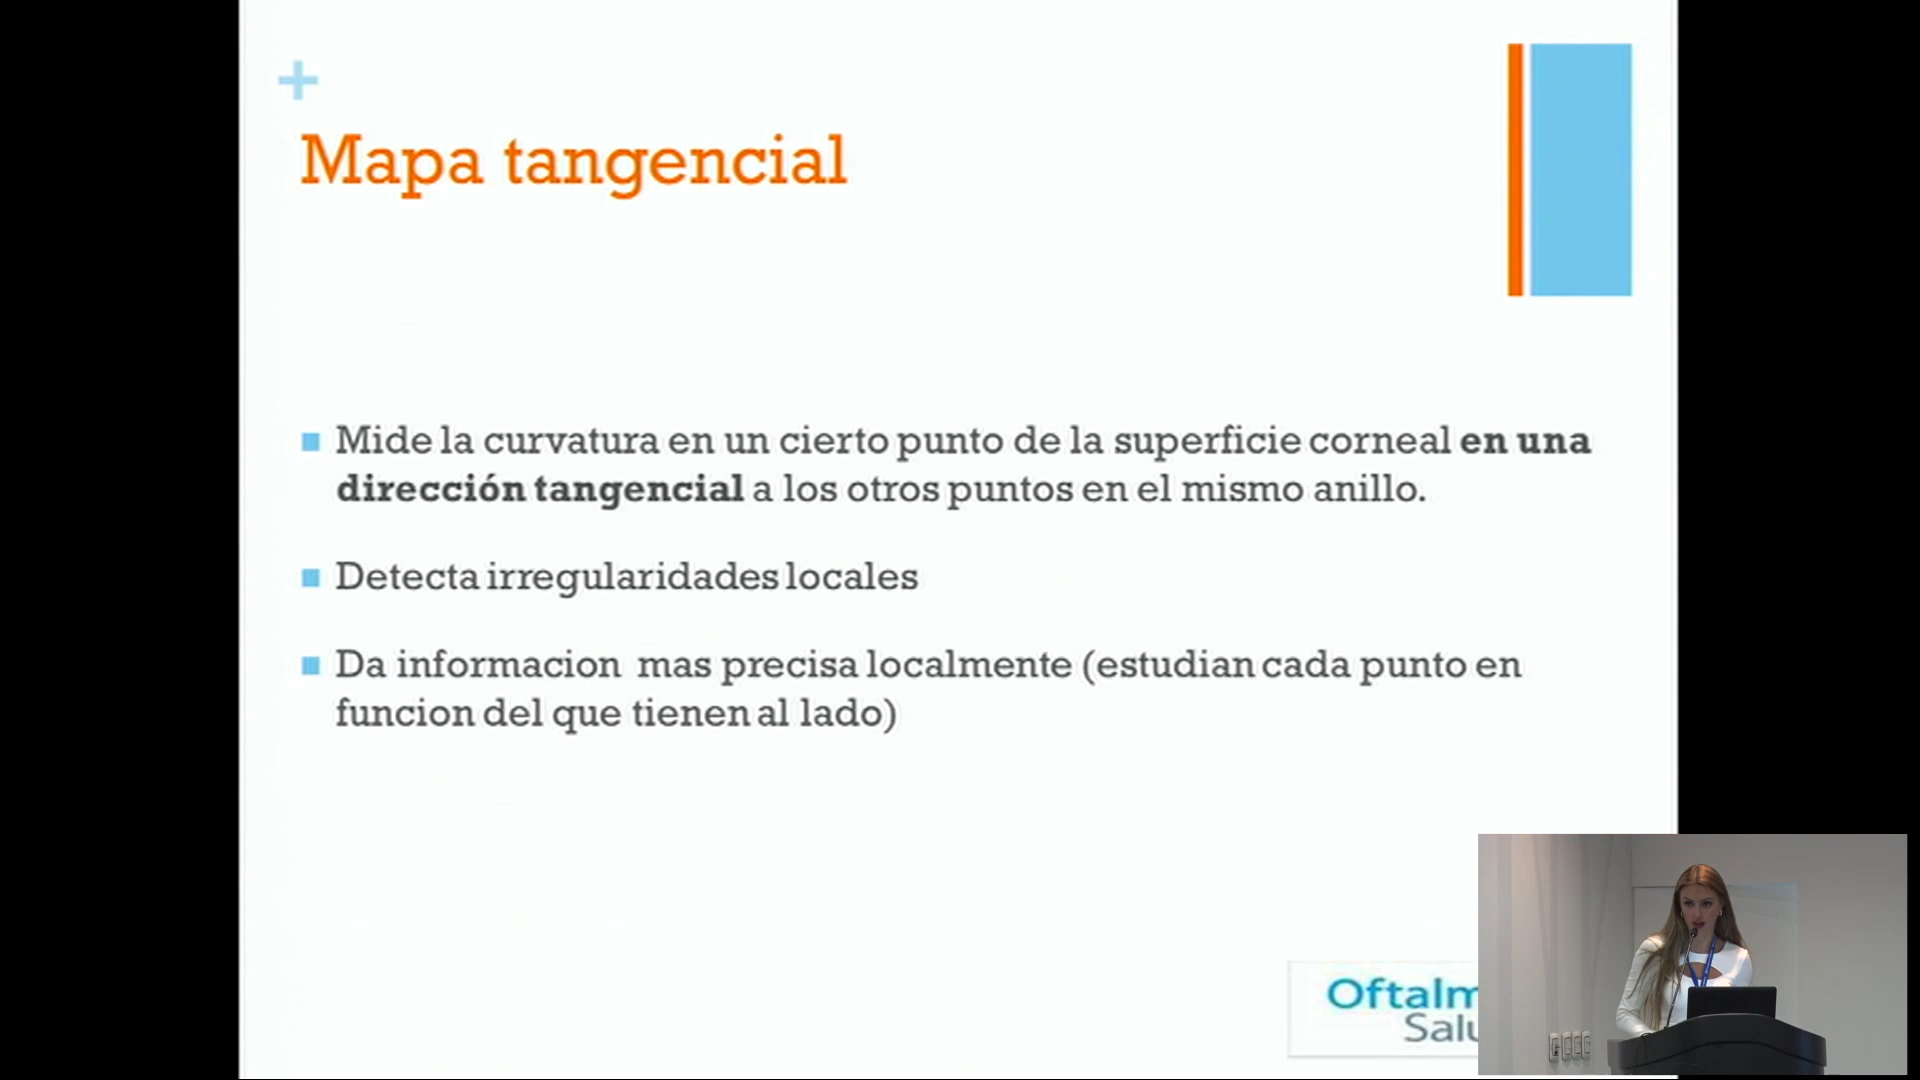 +
Mapa tangencial
Mide la curvatura en un cierto punto de la superficie corneal en una
dirección tangencial a los otros puntos en el mismo anillo.
Detecta irregularidades locales
Da informacion mas precisa localmente (estudian cada punto en
funcion del que tienen al lado)